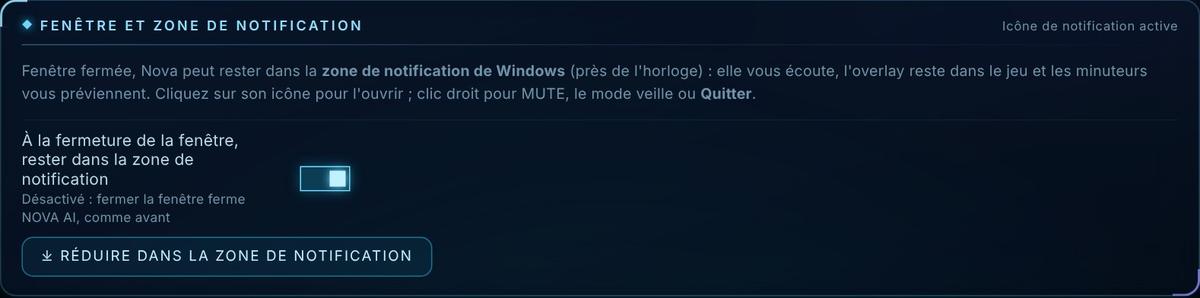 FENÊTRE ET ZONE DE NOTIFICATION
Icône de notification active
Fenêtre fermée, Nova peut rester dans la zone de notification de Windows (près de l'horloge) : elle vous écoute, l'overlay reste dans le jeu et les minuteurs
vous préviennent. Cliquez sur son icône pour l'ouvrir ; clic droit pour MUTE, le mode veille ou Quitter.
À la fermeture de la fenêtre,
rester dans la zone de
notification
Désactivé : fermer la fenêtre ferme
NOVA AI, comme avant
RÉDUIRE DANS LA ZONE DE NOTIFICATION